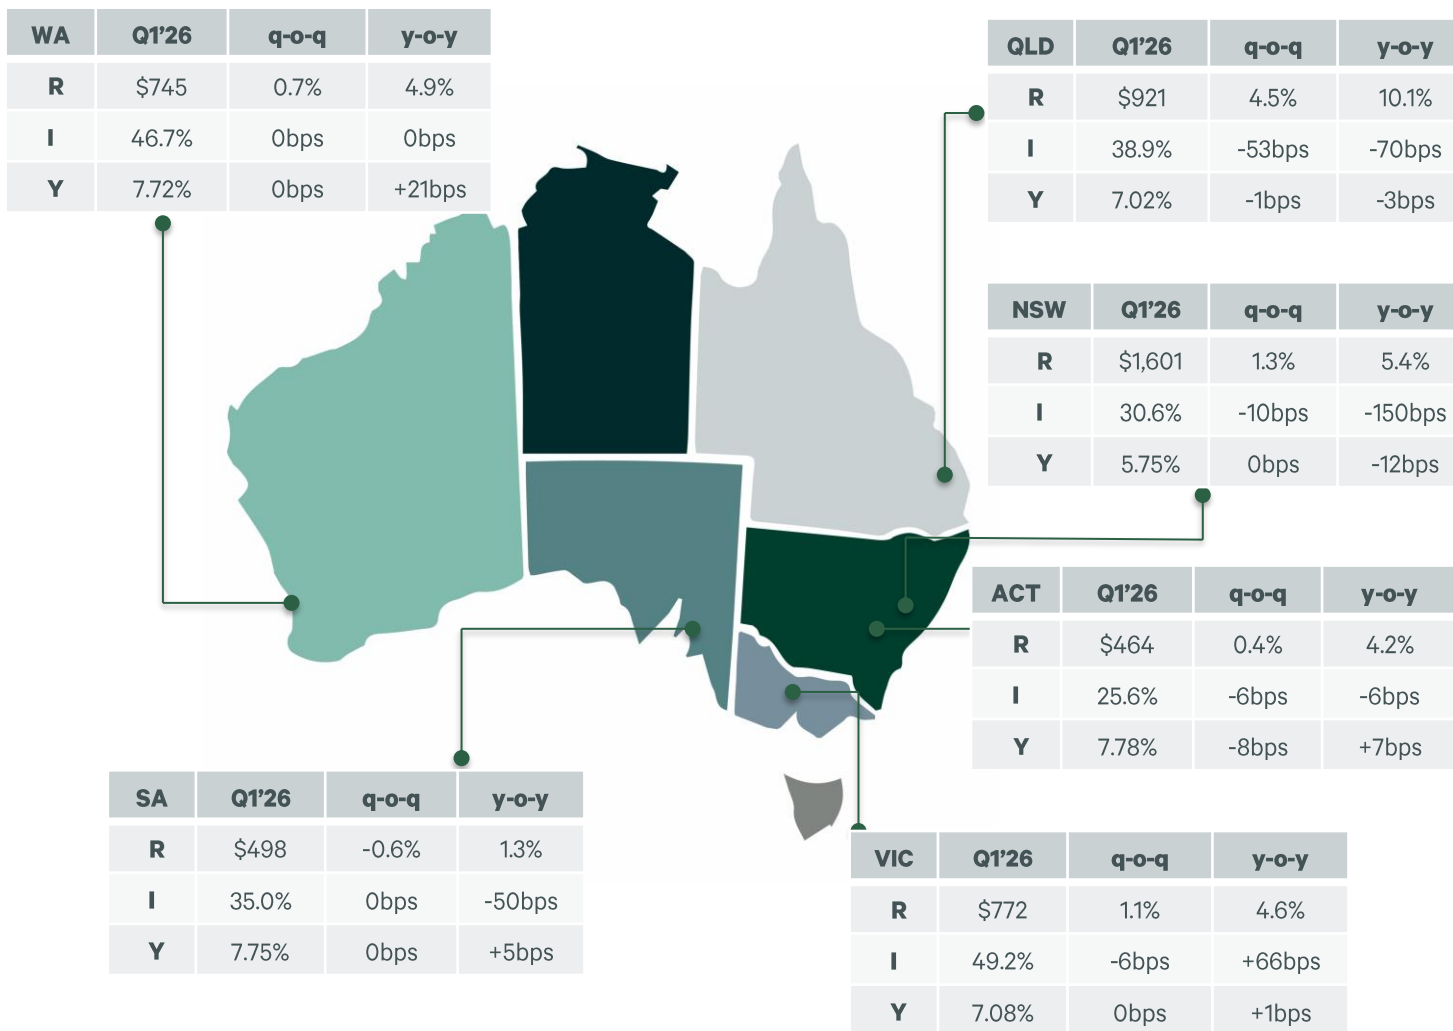 WA Q1’26 q-o-q y-o-y
R $745 0.7% 4.9%
I 46.7% 0bps 0bps
Y 7.72% 0bps +21bps
QLD Q1’26 q-o-q y-o-y
R $921 4.5% 10.1%
I 38.9% -53bps -70bps
Y 7.02% -1bps -3bps
NSW Q1’26 q-o-q y-o-y
R $1,601 1.3% 5.4%
I 30.6% -10bps -150bps
Y 5.75% 0bps -12bps
ACT Q1’26 q-o-q y-o-y
R $464 0.4% 4.2%
I 25.6% -6bps -6bps
Y 7.78% -8bps +7bps
SA Q1’26 q-o-q y-o-y
R $498 -0.6% 1.3%
I 35.0% 0bps -50bps
Y 7.75% 0bps +5bps
VIC Q1’26 q-o-q y-o-y
R $772 1.1% 4.6%
I 49.2% -6bps +66bps
Y 7.08% 0bps +1bps